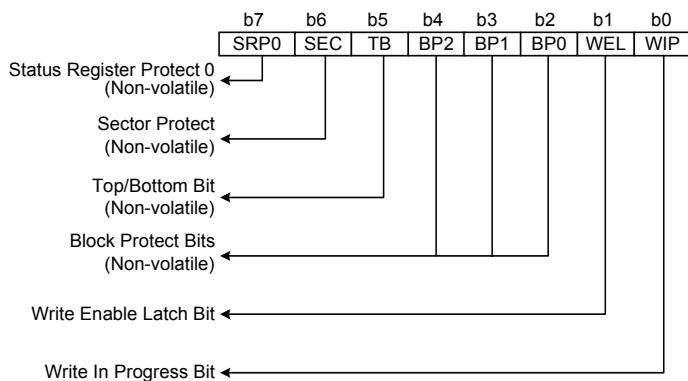 b7 b6 b5 b4 b3 b2 b1 b0
SRP0 SEC TB BP2 BP1 BP0 WEL WIP
Status Register Protect 0
(Non-volatile)
Sector Protect
(Non-volatile)
Top/Bottom Bit
(Non-volatile)
Block Protect Bits
(Non-volatile)
Write Enable Latch Bit
Write In Progress Bit